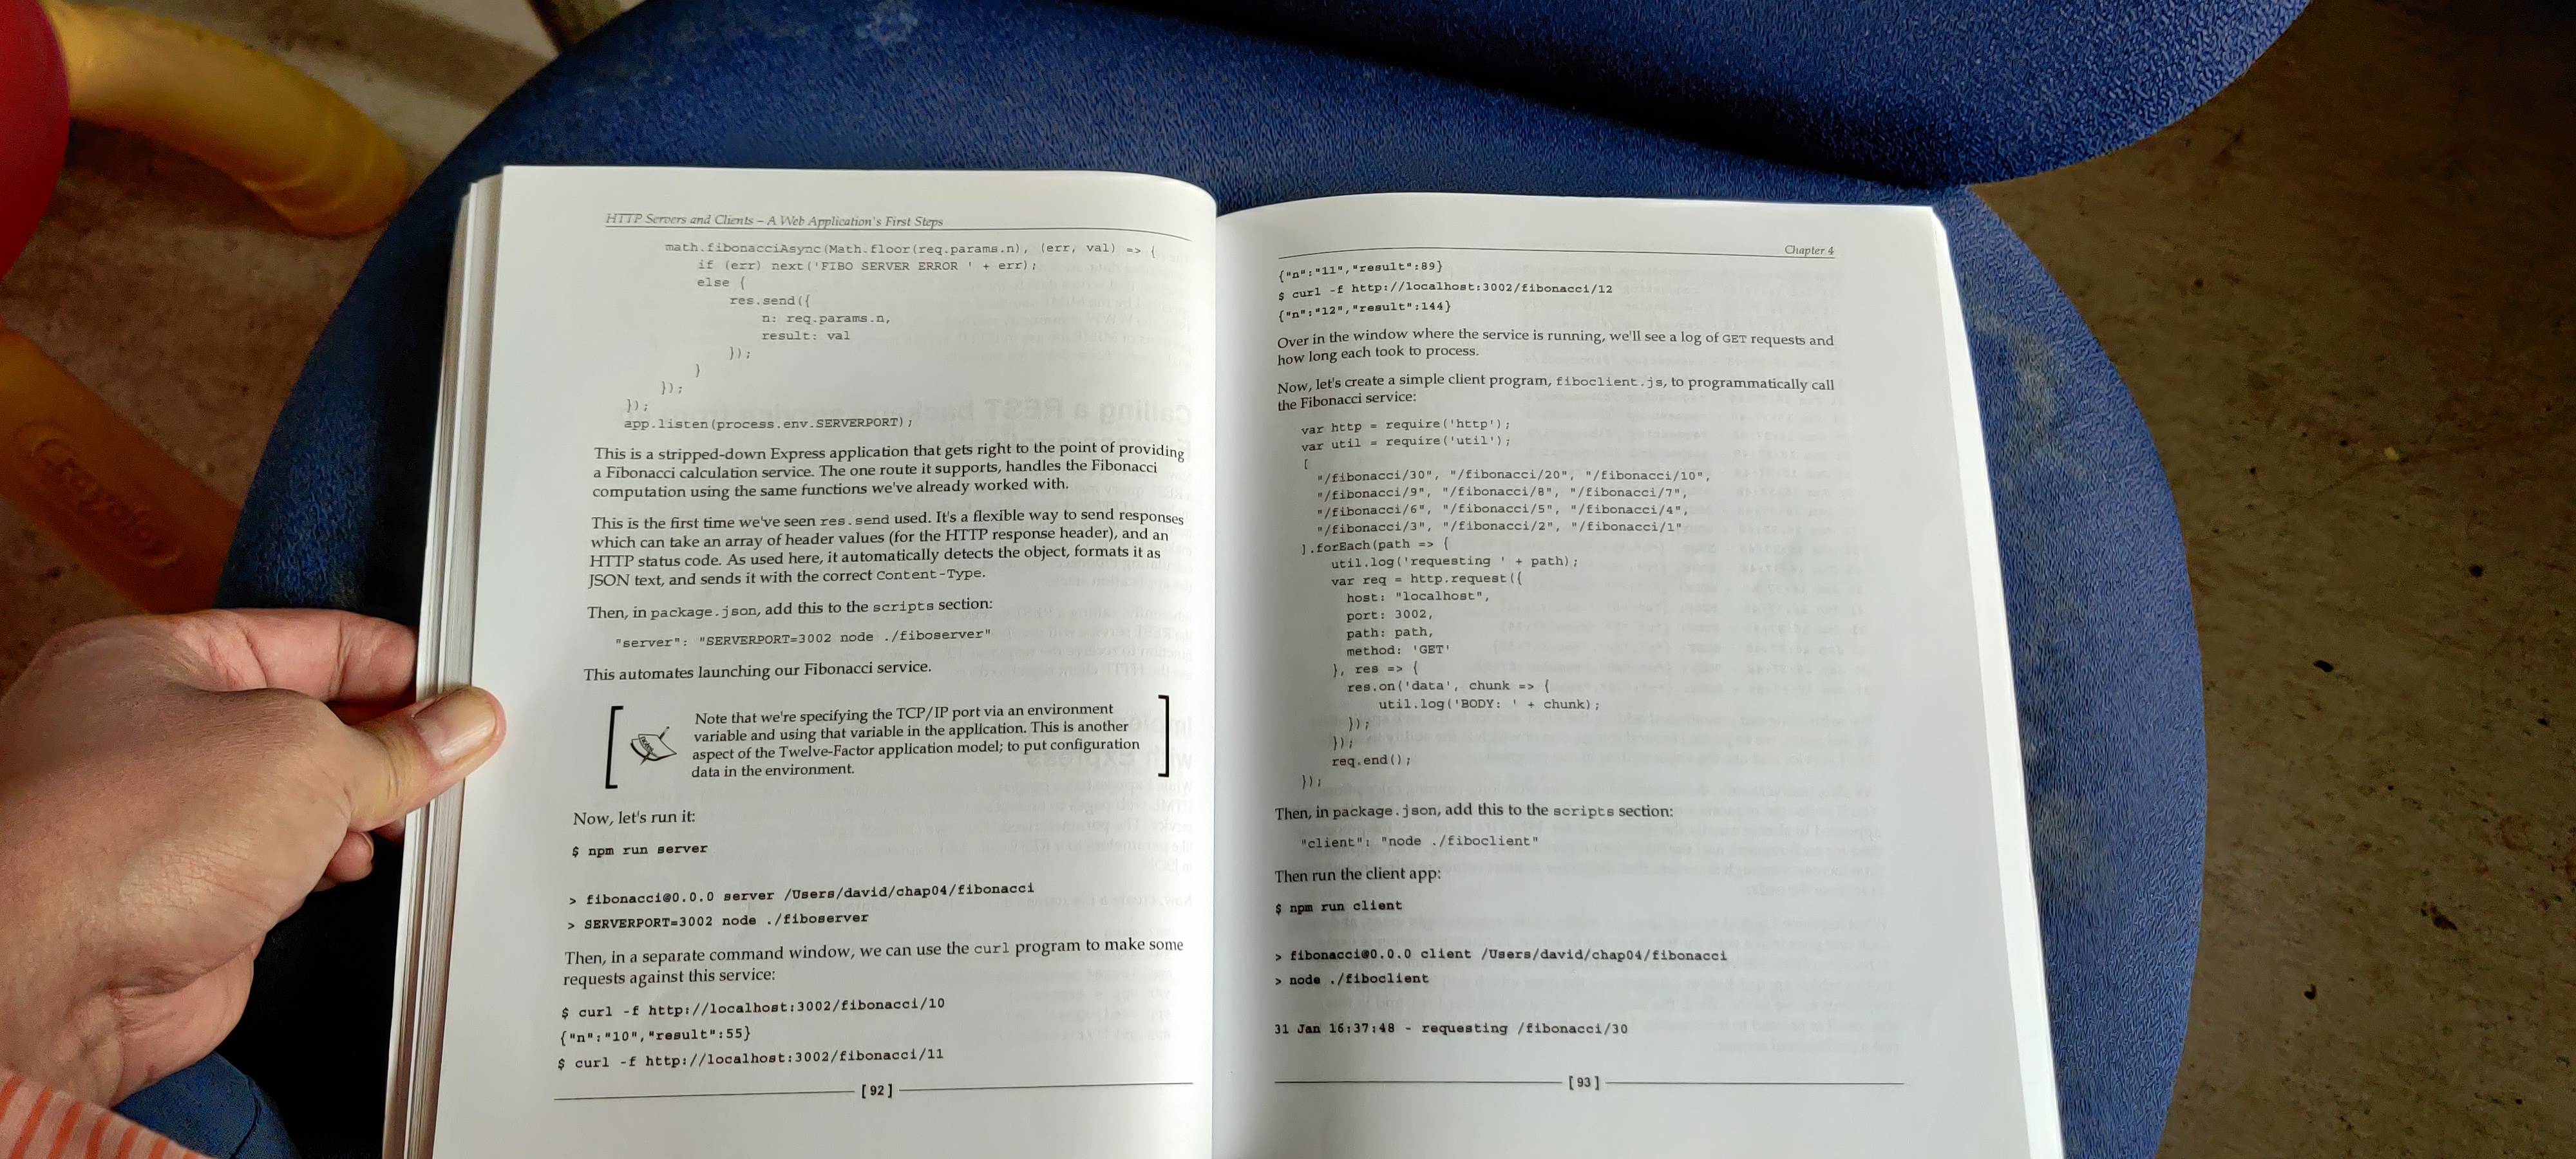 HTTP Servers and Clients – A Web Application's First Steps
math.fibonacciAsync(Math.floor(req.params.n), (err, val) => {
if (err) next('FIBO SERVER ERROR ' + err);
else {
res.send({
n: req.params.n,
result: val
});
}
});
});
app.listen(process.env.SERVERPORT);
This is a stripped-down Express application that gets right to the point of providing
a Fibonacci calculation service. The one route it supports, handles the Fibonacci
computation using the same functions we've already worked with.
This is the first time we've seen res.send used. It's a flexible way to send responses
which can take an array of header values (for the HTTP response header), and an
HTTP status code. As used here, it automatically detects the object, formats it as
JSON text, and sends it with the correct Content-Type.
Then, in package.json, add this to the scripts section:
"server": "SERVERPORT=3002 node ./fiboserver"
This automates launching our Fibonacci service.
Note that we're specifying the TCP/IP port via an environment
variable and using that variable in the application. This is another
aspect of the Twelve-Factor application model; to put configuration
data in the environment.
Now, let's run it:
$ npm run server
> fibonacci@0.0.0 server /Users/david/chap04/fibonacci
> SERVERPORT=3002 node ./fiboserver
Then, in a separate command window, we can use the curl program to make some
requests against this service:
$ curl -f http://localhost:3002/fibonacci/10
{"n":"10","result":55}
$ curl -f http://localhost:3002/fibonacci/11
[ 92 ]
Chapter 4
{"n":"11","result":89}
$ curl -f http://localhost:3002/fibonacci/12
{"n":"12","result":144}
Over in the window where the service is running, we'll see a log of GET requests and
how long each took to process.
Now, let's create a simple client program, fiboclient.js, to programmatically call
the Fibonacci service:
var http = require('http');
var util = require('util');
[
"/fibonacci/30", "/fibonacci/20", "/fibonacci/10",
"/fibonacci/9", "/fibonacci/8", "/fibonacci/7",
"/fibonacci/6", "/fibonacci/5", "/fibonacci/4",
"/fibonacci/3", "/fibonacci/2", "/fibonacci/1"
].forEach(path => {
util.log('requesting ' + path);
var req = http.request({
host: "localhost",
port: 3002,
path: path,
method: 'GET'
}, res => {
res.on('data', chunk => {
util.log('BODY: ' + chunk);
});
});
req.end();
});
Then, in package.json, add this to the scripts section:
"client": "node ./fiboclient"
Then run the client app:
$ npm run client
> fibonacci@0.0.0 client /Users/david/chap04/fibonacci
> node ./fiboclient
31 Jan 16:37:48 - requesting /fibonacci/30
[ 93 ]